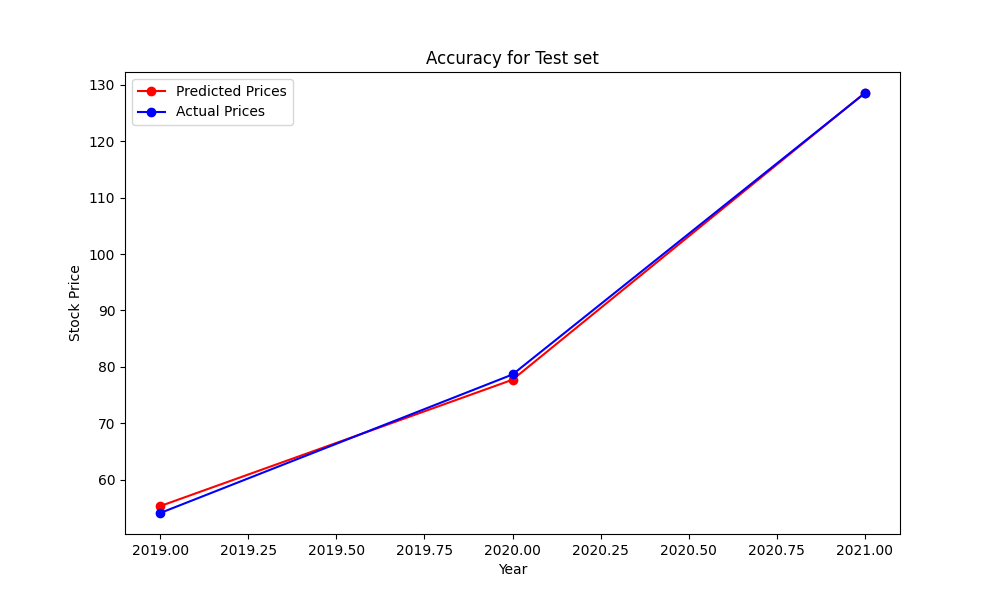 Accuracy for Test set
Predicted Prices
Actual Prices
130
120
110
100
90
80
70
60
Stock Price
2019.00 2019.25 2019.50 2019.75 2020.00 2020.25 2020.50 2020.75 2021.00
Year